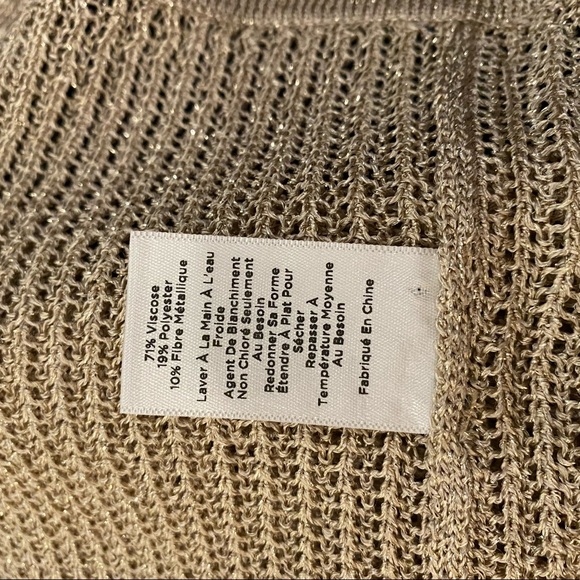 71% Viscose
19% Polyester
10% Fibre Métallique
Laver À La Main À L'eau
Froide
Agent De Blanchiment
Non Chloré Seulement
Au Besoin
Redonner Sa Forme
Étendre À Plat Pour
Sécher
Repasser À
Température Moyenne
Au Besoin
Fabriqué En Chine